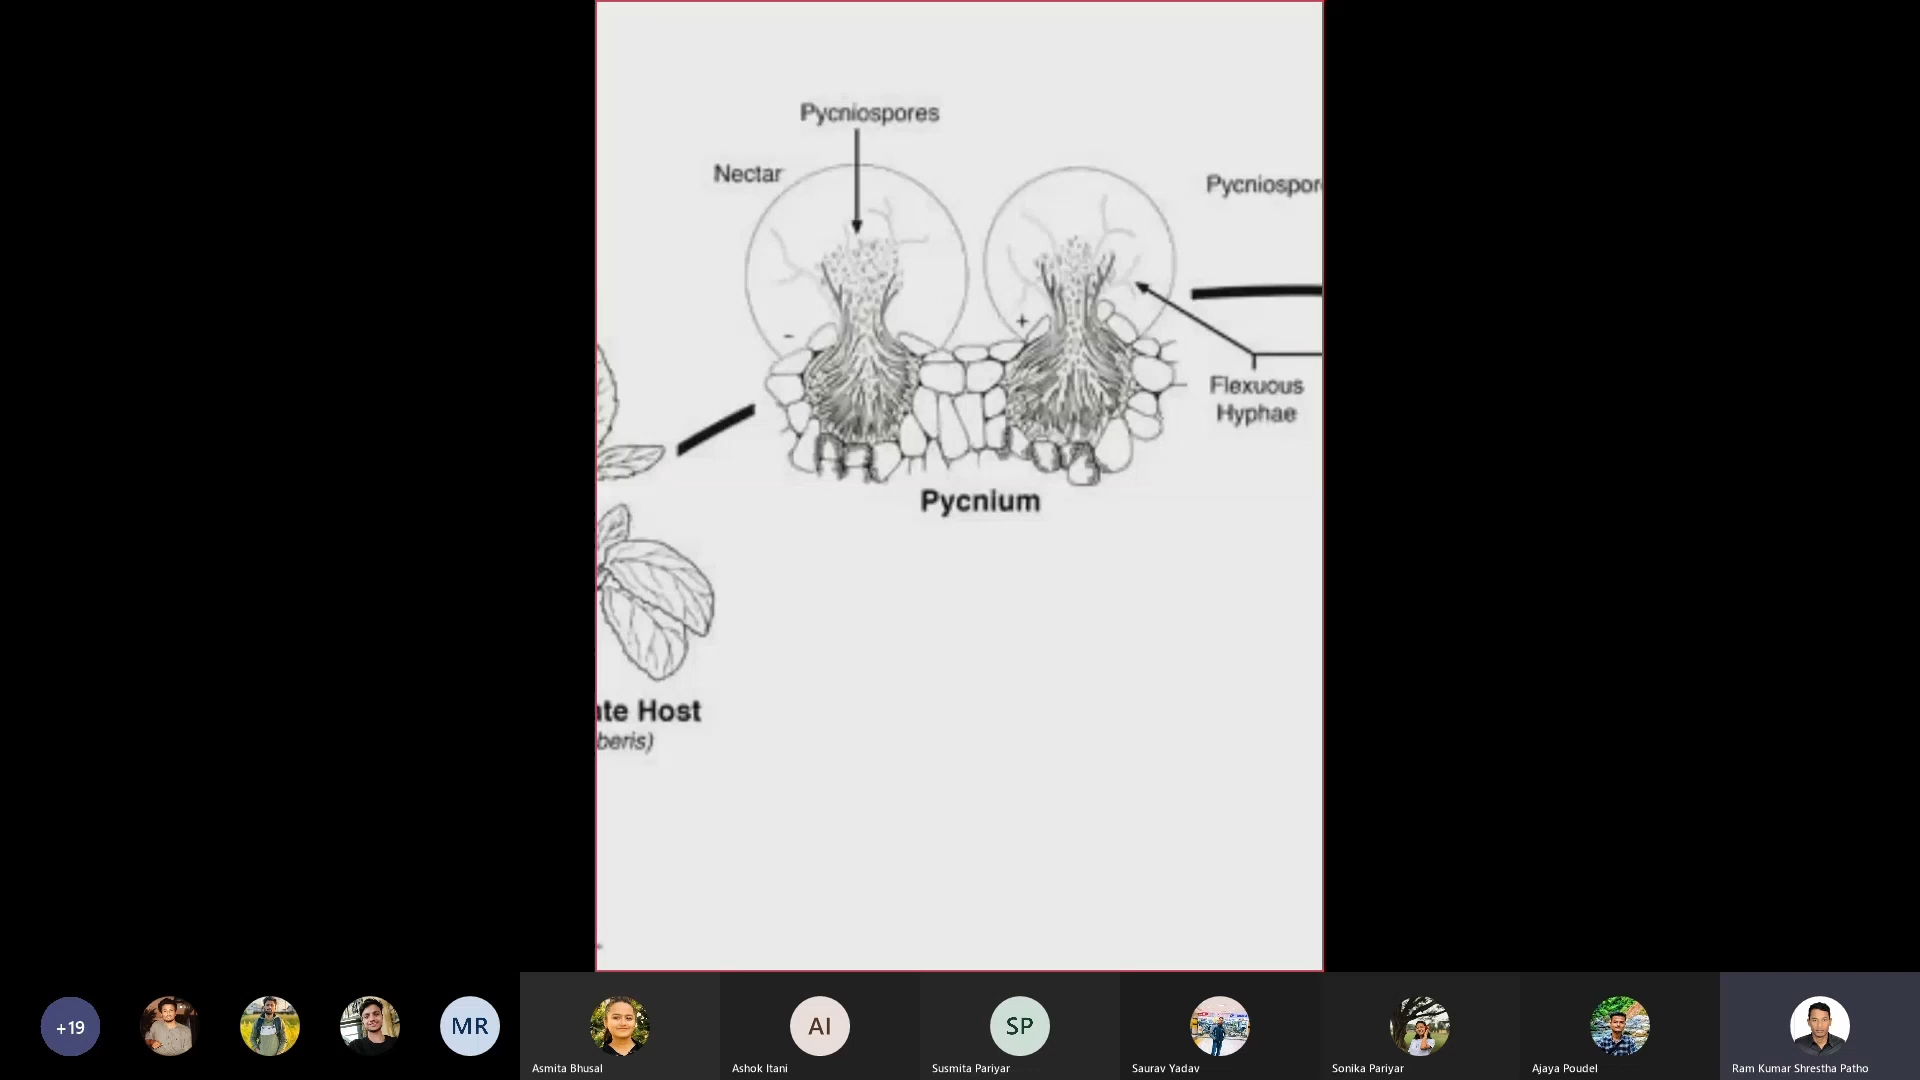 Pycniospores
Nectar
Pycniospor
+
-
Flexuous
Hyphae
Pycnium
ate Host
beris)
+19
MR
AI
SP
Asmita Bhusal
Ashok Itani
Susmita Pariyar
Saurav Yadav
Sonika Pariyar
Ajaya Poudel
Ram Kumar Shrestha Patho